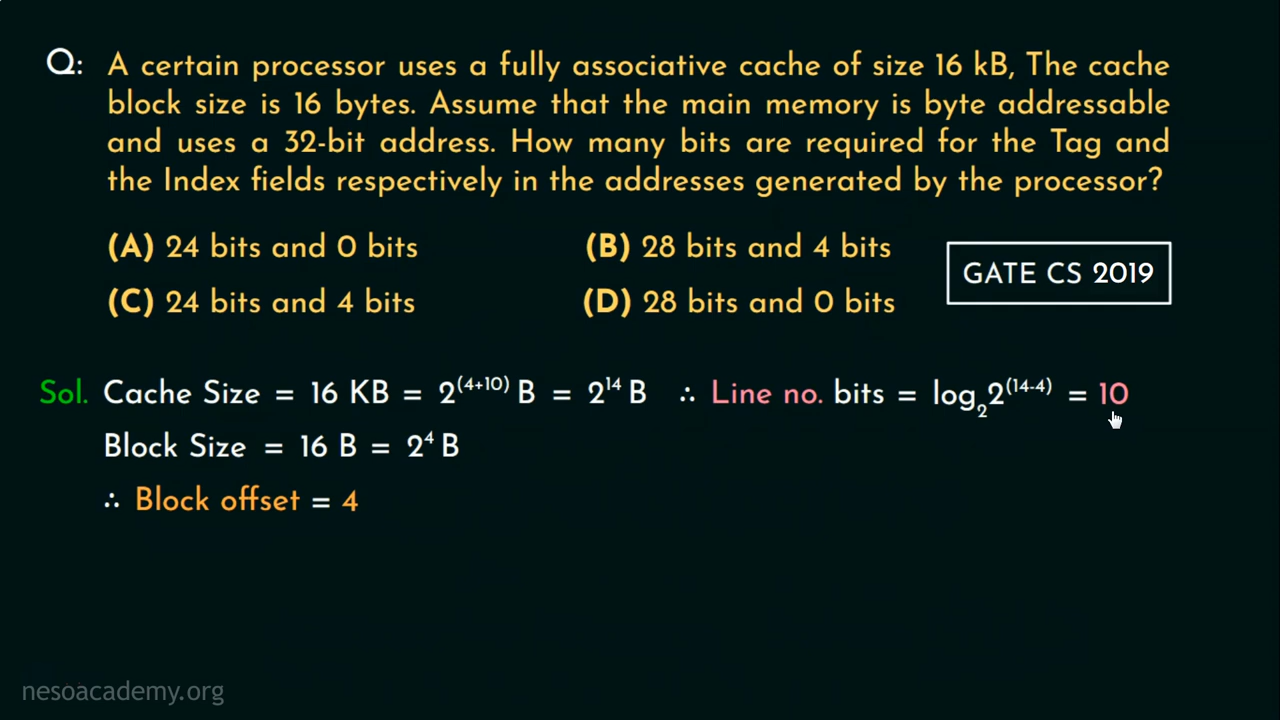 Q: A certain processor uses a fully associative cache of size 16 kB, The cache
block size is 16 bytes. Assume that the main memory is byte addressable
and uses a 32-bit address. How many bits are required for the Tag and
the Index fields respectively in the addresses generated by the processor?
(A) 24 bits and 0 bits (B) 28 bits and 4 bits
GATE CS 2019
(C) 24 bits and 4 bits (D) 28 bits and 0 bits
Sol. Cache Size = 16 KB = 2⁽⁴⁺¹⁰⁾ B = 2¹⁴ B ∴ Line no. bits = log₂2⁽¹⁴⁻⁴⁾ = 10
Block Size = 16 B = 2⁴ B
∴ Block offset = 4
nesoacademy.org